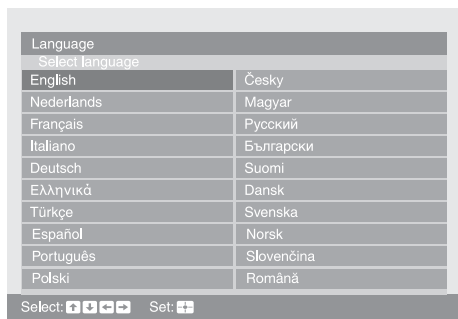 Language
Select language
English Česky
Nederlands Magyar
Français Русский
Italiano Български
Deutsch Suomi
Ελληνικά Dansk
Türkçe Svenska
Español Norsk
Português Slovenčina
Polski Română
Select: Set: